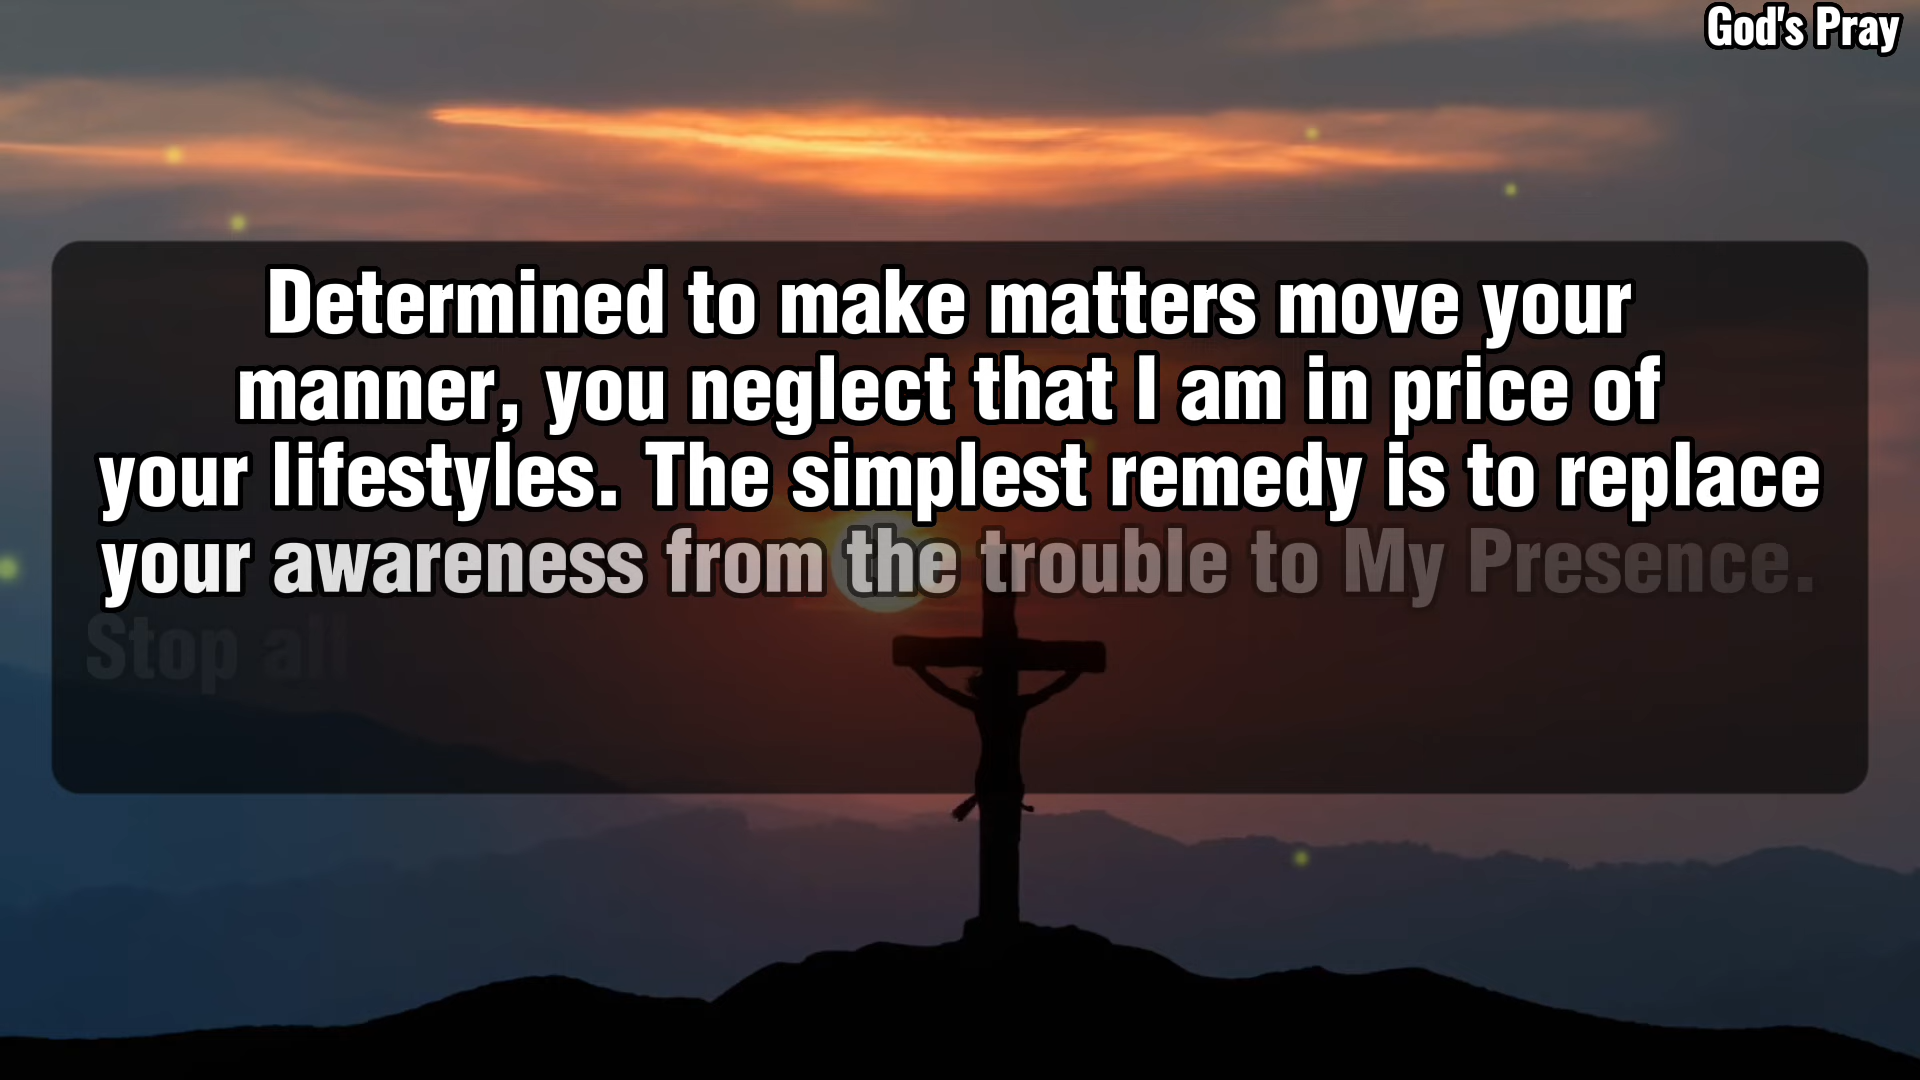 God's Pray
Determined to make matters move your
manner, you neglect that I am in price of
your lifestyles. The simplest remedy is to replace
your awareness from the trouble to My Presence.
Stop all